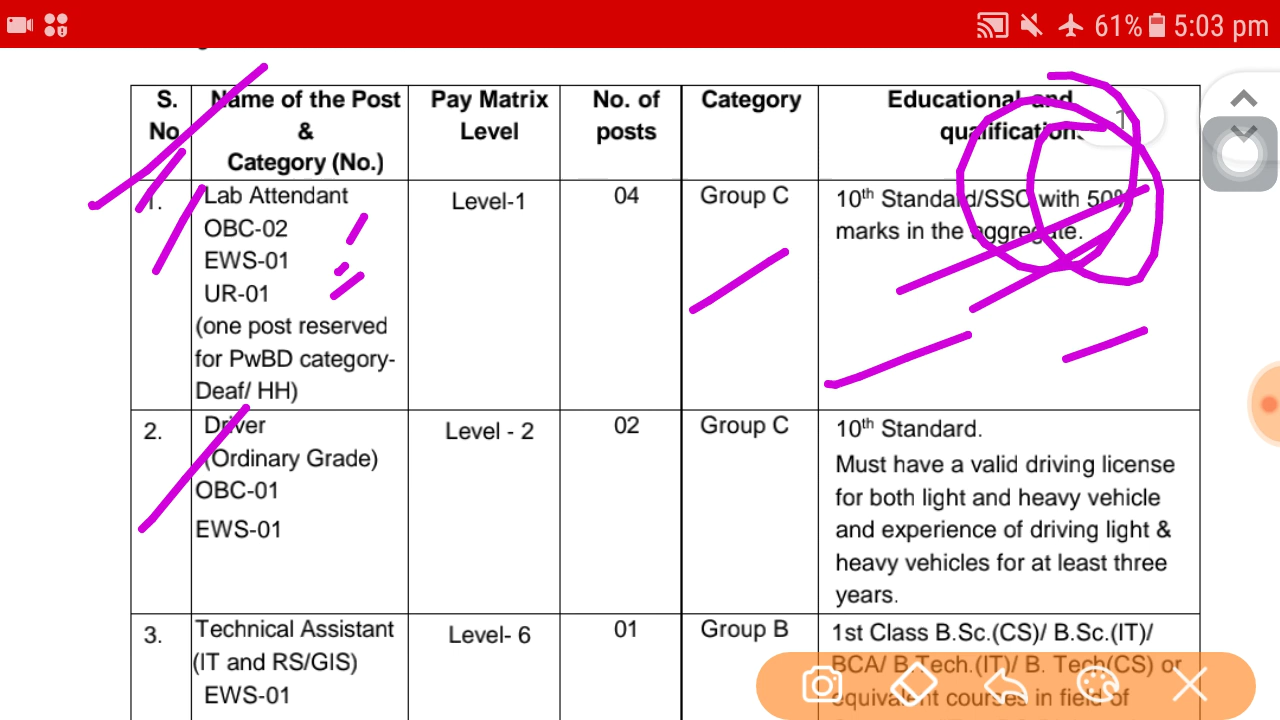 61% 5:03 pm
S. No. Name of the Post & Category (No.) Pay Matrix Level No. of posts Category Educational and qualification
1
1. Lab Attendant Level-1 04 Group C 10th Standard/SSC with 50%
OBC-02 marks in the aggregate.
EWS-01
UR-01
(one post reserved
for PwBD category-
Deaf/ HH)
2. Driver Level - 2 02 Group C 10th Standard.
(Ordinary Grade) Must have a valid driving license
OBC-01 for both light and heavy vehicle
EWS-01 and experience of driving light &
heavy vehicles for at least three
years.
3. Technical Assistant Level- 6 01 Group B 1st Class B.Sc.(CS)/ B.Sc.(IT)/
(IT and RS/GIS) BCA/ B.Tech.(IT)/ B. Tech(CS) or
EWS-01 equivalent courses in field of